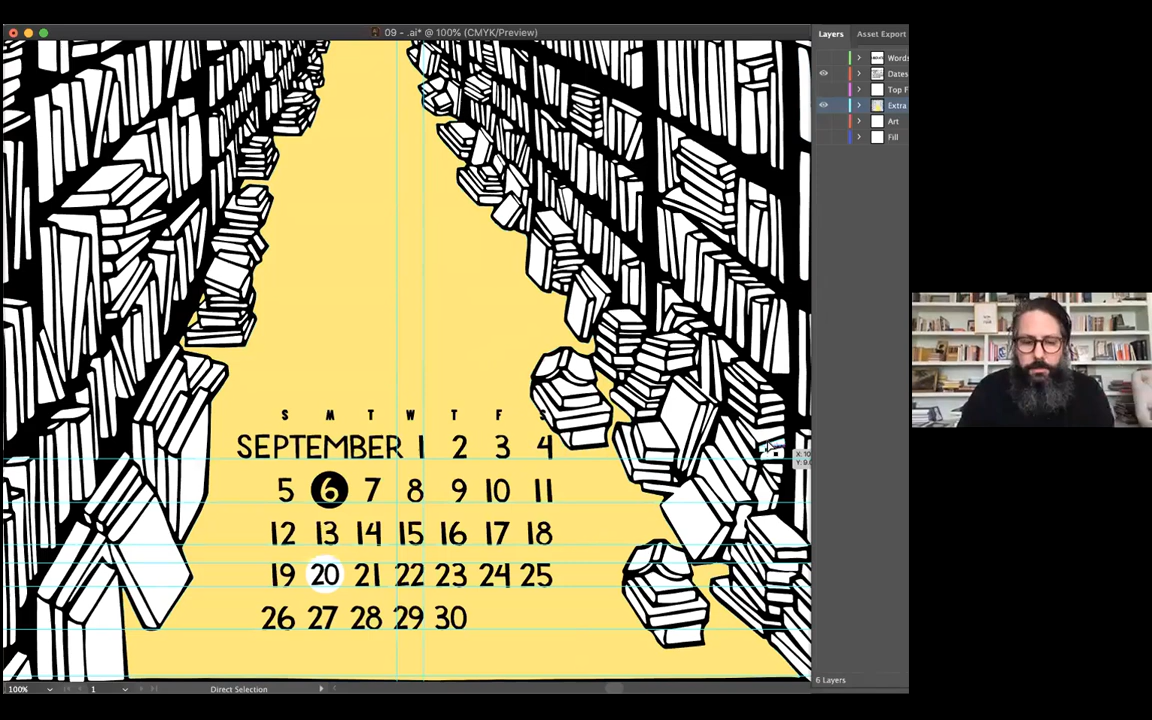 09 - .ai* @ 100% (CMYK/Preview)
Layers Asset Export
Words
Dates
Top F
Extra
Art
Fill
S M T W T F S
SEPTEMBER 1 2 3 4
5 6 7 8 9 10 11
12 13 14 15 16 17 18
19 20 21 22 23 24 25
26 27 28 29 30
6 Layers
100% 1 Direct Selection